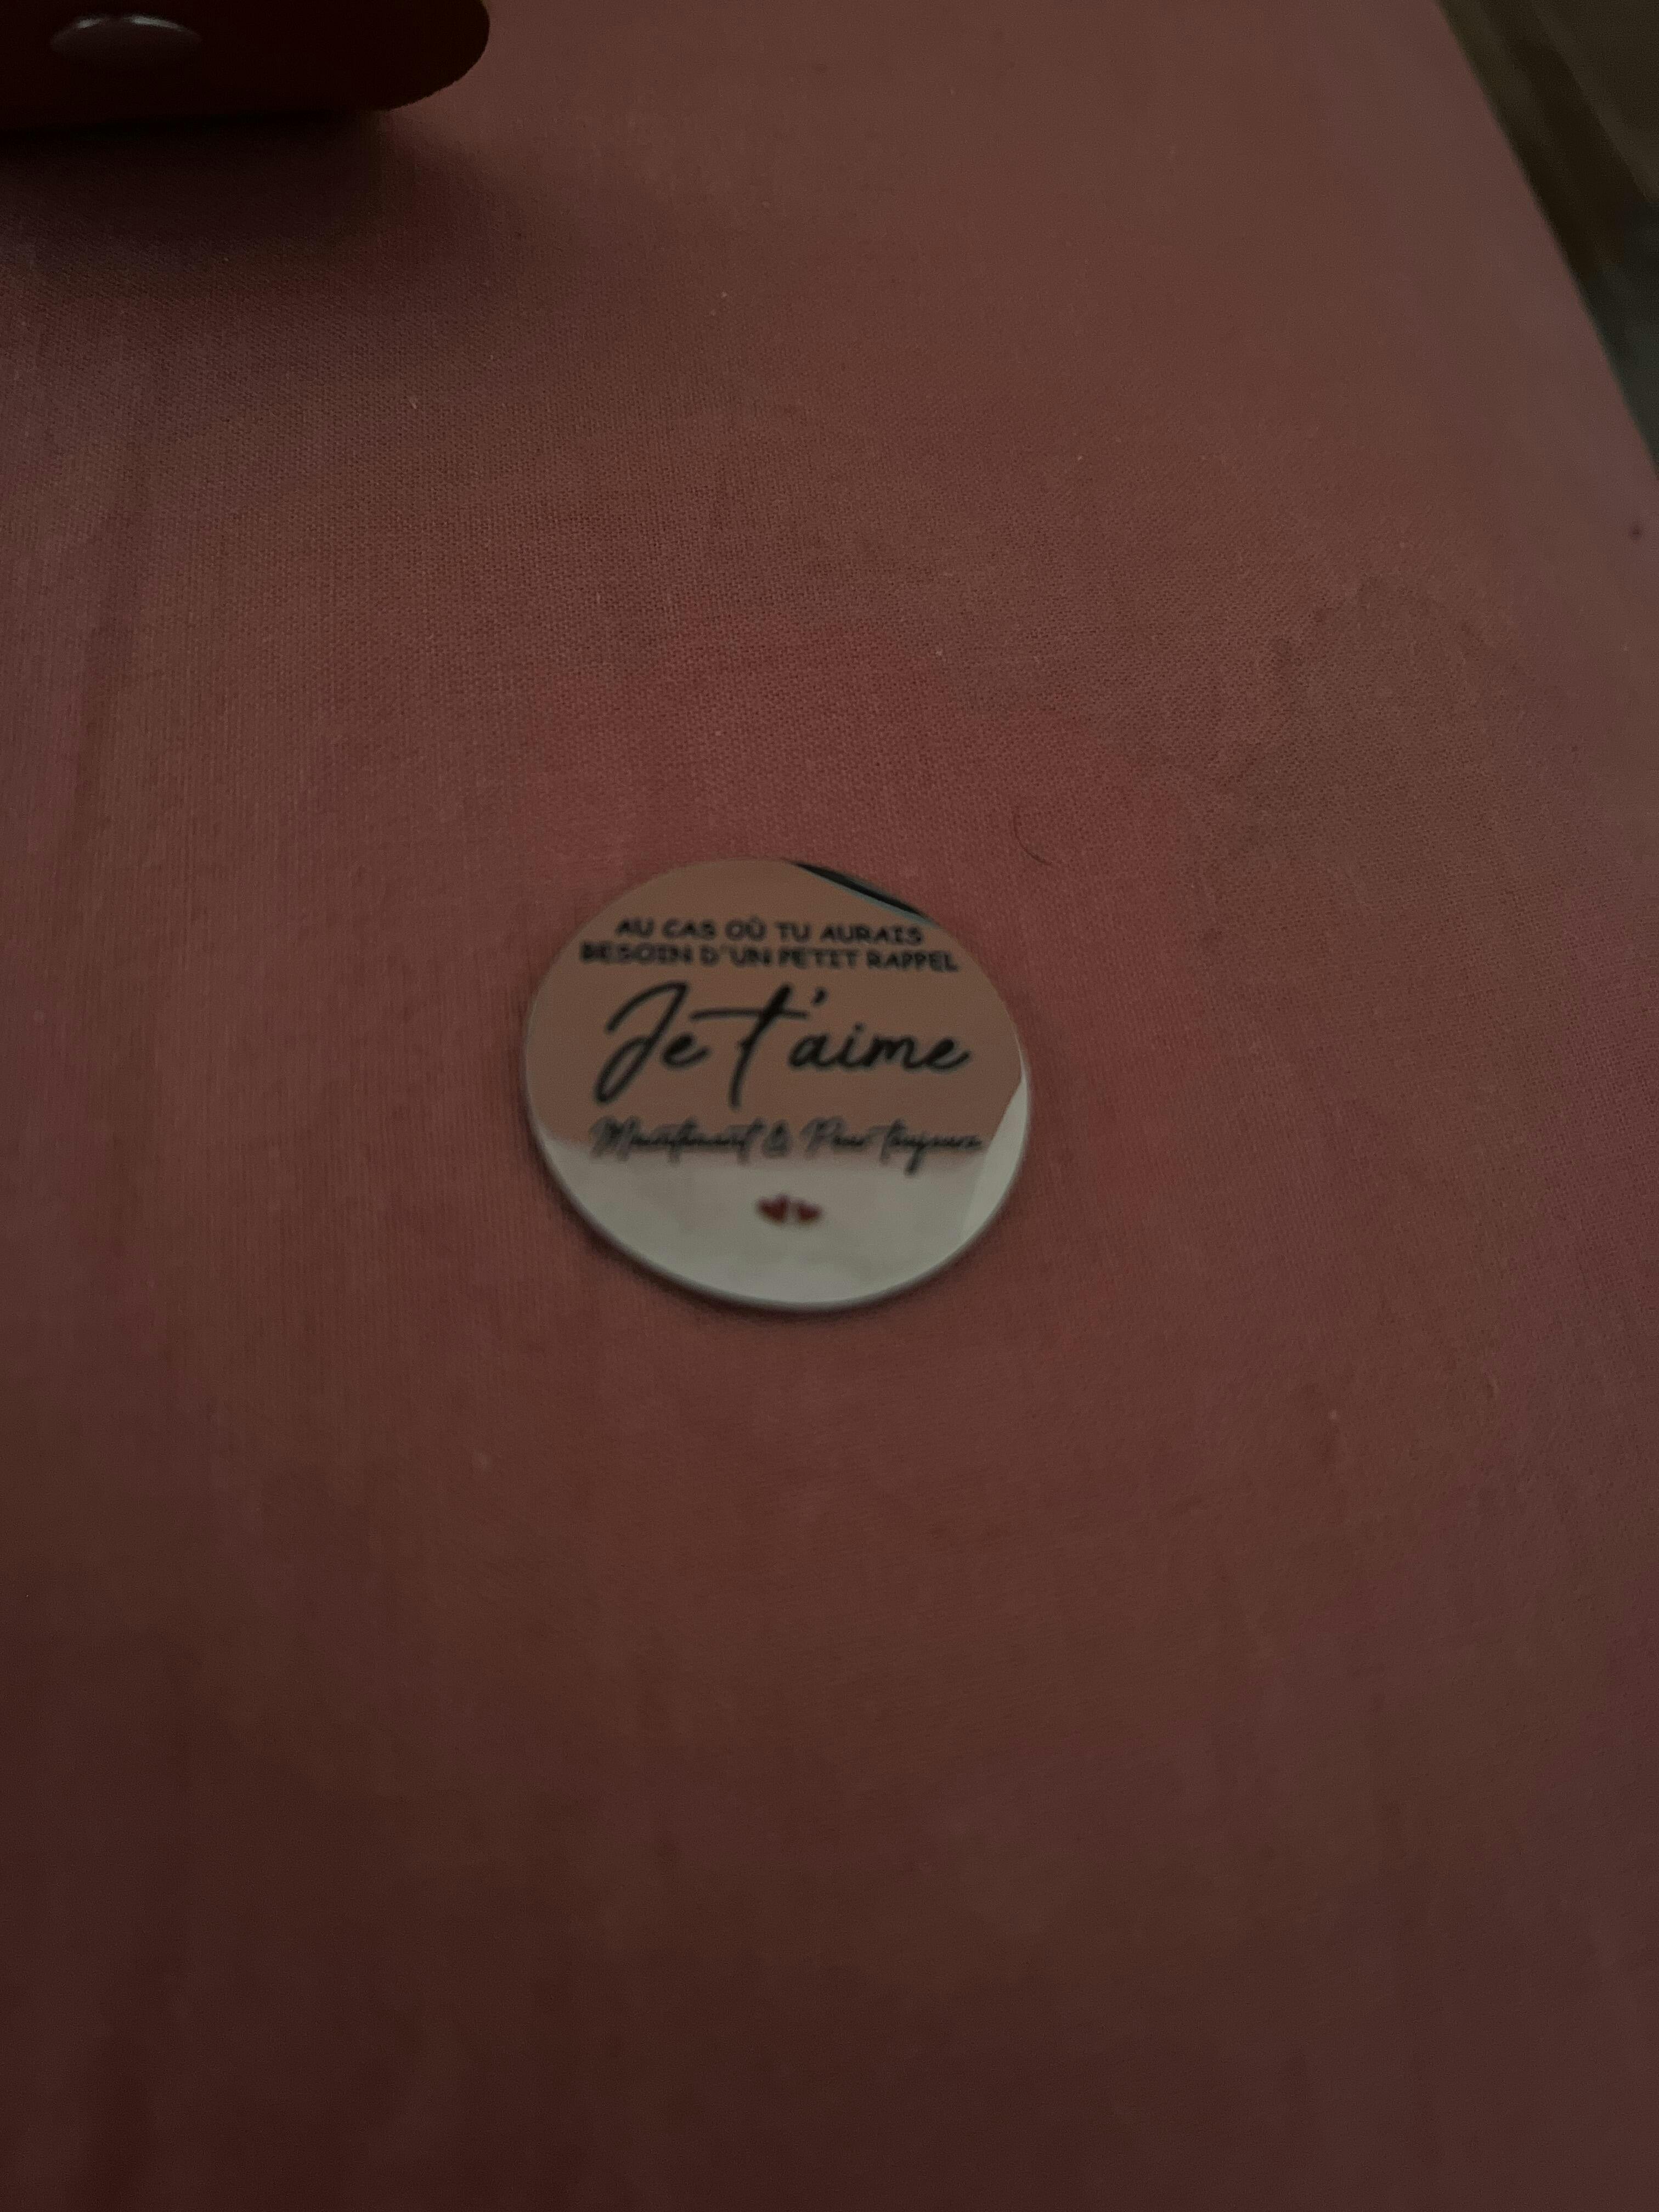 AU CAS OÙ TU AURAIS
BESOIN D'UN PETIT RAPPEL
Je t'aime
Maintenant & Pour toujours